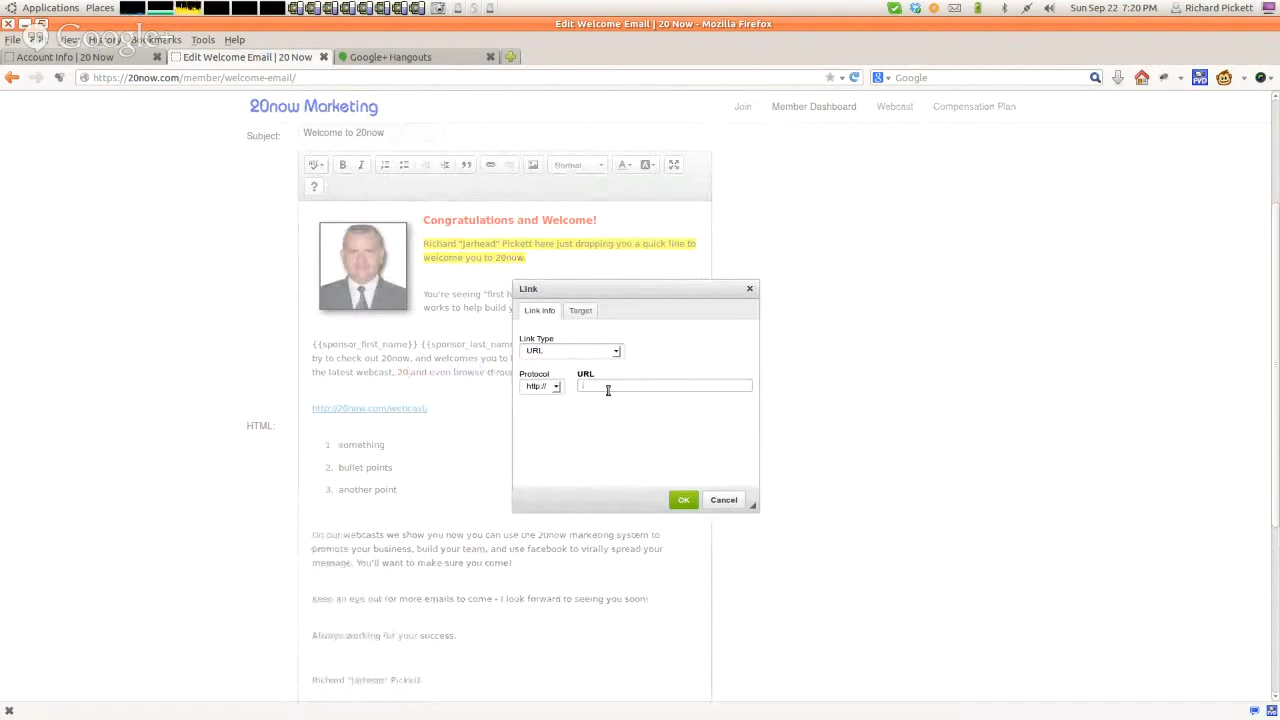 Applications Places Sun Sep 22 7:20 PM Richard Pickett
Edit Welcome Email | 20 Now - Mozilla Firefox
File Edit View History Bookmarks Tools Help
Google+
Account Info | 20 Now Edit Welcome Email | 20 Now Google+ Hangouts
https://20now.com/member/welcome-email/ Google FVD
20now Marketing Join Member Dashboard Webcast Compensation Plan
Subject: Welcome to 20now
B I Normal A A
?
Congratulations and Welcome!
Richard "Jarhead" Pickett here just dropping you a quick line to
welcome you to 20now.
You're seeing "first h
works to help build y
{{sponsor_first_name}} {{sponsor_last_name
by to check out 20now, and welcomes you to
the latest webcast, 20 and even browse
http://20now.com/webcast/
HTML:
1 something
2. bullet points
3. another point
On our webcasts we show you now you can use the 20now marketing system to
promote your business, build your team, and use facebook to virally spread your
message. You'll want to make sure you come!
Keep an eye out for more emails to come - I look forward to seeing you soon!
Always working for your success.
Richard "Jarhead" Pickett
Link
Link Info Target
Link Type
URL
Protocol URL
http://
OK Cancel